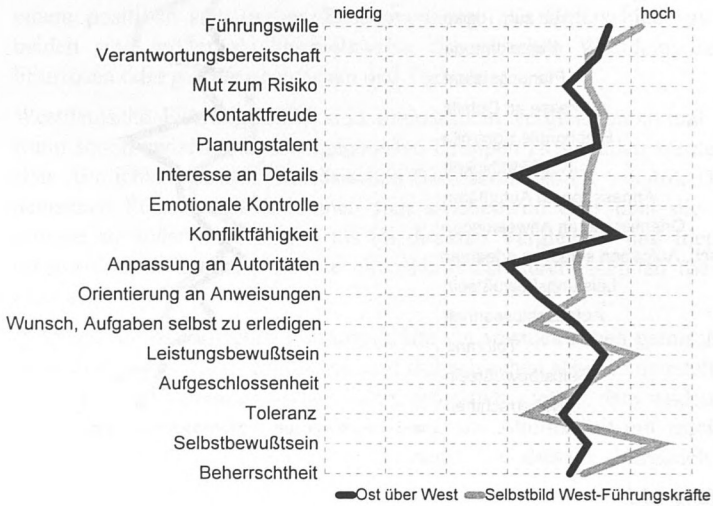 niedrig hoch
Führungswille
Verantwortungsbereitschaft
Mut zum Risiko
Kontaktfreude
Planungstalent
Interesse an Details
Emotionale Kontrolle
Konfliktfähigkeit
Anpassung an Autoritäten
Orientierung an Anweisungen
Wunsch, Aufgaben selbst zu erledigen
Leistungsbewußtsein
Aufgeschlossenheit
Toleranz
Selbstbewußtsein
Beherrschtheit
Ost über West Selbstbild West-Führungskräfte